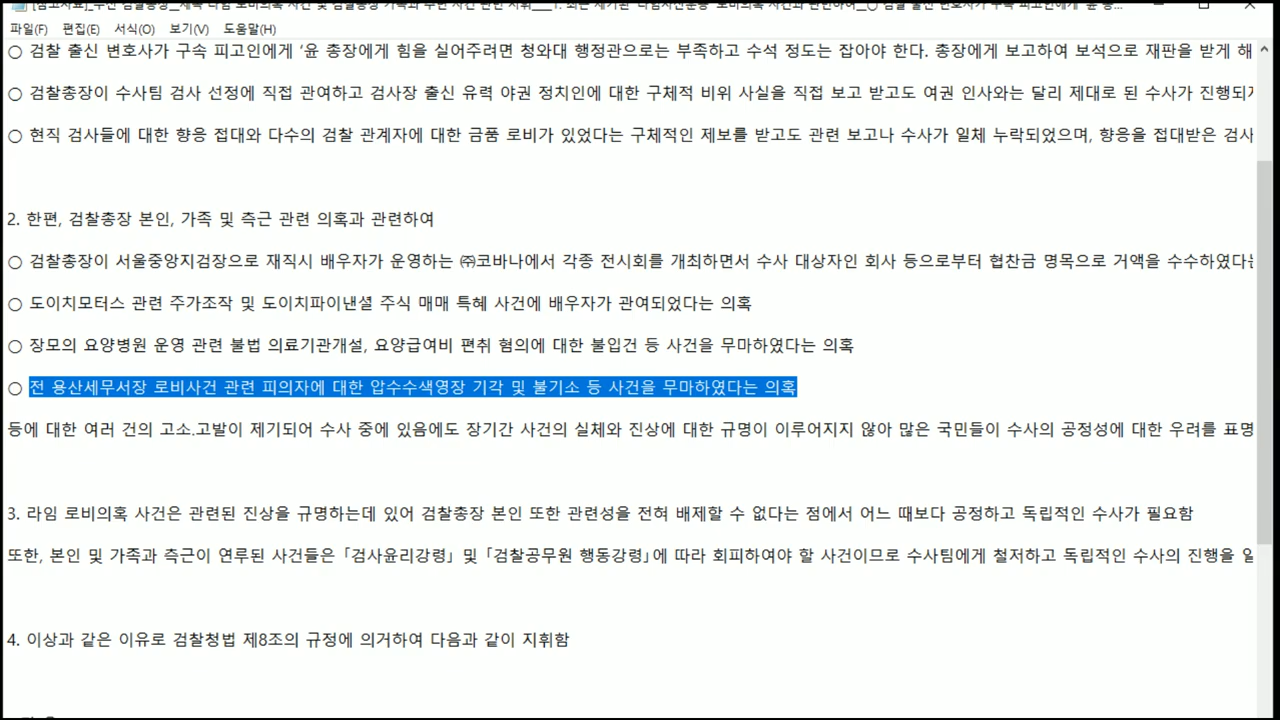 파일(F) 편집(E) 서식(O) 보기(V) 도움말(H)
○ 검찰 출신 변호사가 구속 피고인에게 ‘윤 총장에게 힘을 실어주려면 청와대 행정관으로는 부족하고 수석 정도는 잡아야 한다. 총장에게 보고하여 보석으로 재판을 받게 해
○ 검찰총장이 수사팀 검사 선정에 직접 관여하고 검사장 출신 유력 야권 정치인에 대한 구체적 비위 사실을 직접 보고 받고도 여권 인사와는 달리 제대로 된 수사가 진행되지
○ 현직 검사들에 대한 향응 접대와 다수의 검찰 관계자에 대한 금품 로비가 있었다는 구체적인 제보를 받고도 관련 보고나 수사가 일체 누락되었으며, 향응을 접대받은 검사
2. 한편, 검찰총장 본인, 가족 및 측근 관련 의혹과 관련하여
○ 검찰총장이 서울중앙지검장으로 재직시 배우자가 운영하는 ㈜코바나에서 각종 전시회를 개최하면서 수사 대상자인 회사 등으로부터 협찬금 명목으로 거액을 수수하였다는
○ 도이치모터스 관련 주가조작 및 도이치파이낸셜 주식 매매 특혜 사건에 배우자가 관여되었다는 의혹
○ 장모의 요양병원 운영 관련 불법 의료기관개설, 요양급여비 편취 혐의에 대한 불입건 등 사건을 무마하였다는 의혹
○ 전 용산세무서장 로비사건 관련 피의자에 대한 압수수색영장 기각 및 불기소 등 사건을 무마하였다는 의혹
등에 대한 여러 건의 고소.고발이 제기되어 수사 중에 있음에도 장기간 사건의 실체와 진상에 대한 규명이 이루어지지 않아 많은 국민들이 수사의 공정성에 대한 우려를 표명
3. 라임 로비의혹 사건은 관련된 진상을 규명하는데 있어 검찰총장 본인 또한 관련성을 전혀 배제할 수 없다는 점에서 어느 때보다 공정하고 독립적인 수사가 필요함
또한, 본인 및 가족과 측근이 연루된 사건들은 「검사윤리강령」 및 「검찰공무원 행동강령」에 따라 회피하여야 할 사건이므로 수사팀에게 철저하고 독립적인 수사의 진행을 일
4. 이상과 같은 이유로 검찰청법 제8조의 규정에 의거하여 다음과 같이 지휘함